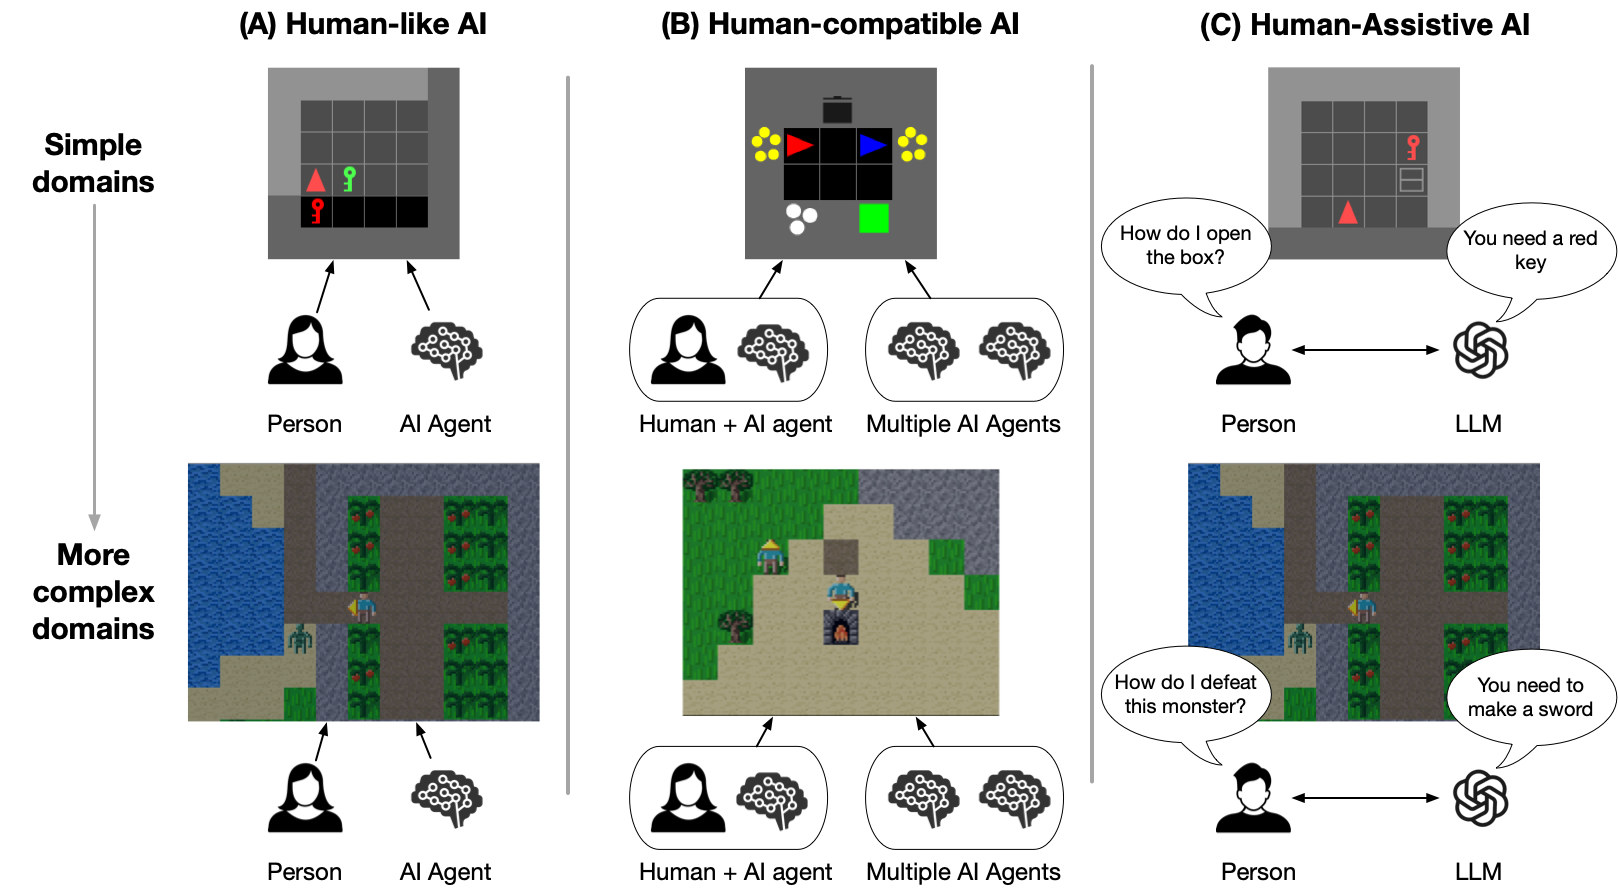 (A) Human-like AI
(B) Human-compatible AI
(C) Human-Assistive AI
Simple
domains
How do I open
the box?
You need a red
key
Person
AI Agent
Human + AI agent
Multiple AI Agents
Person
LLM
More
complex
domains
How do I defeat
this monster?
You need to
make a sword
Person
AI Agent
Human + AI agent
Multiple AI Agents
Person
LLM